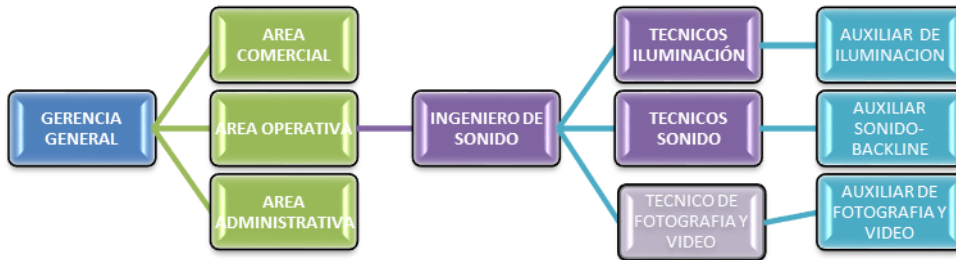 GERENCIA
GENERAL
AREA
COMERCIAL
AREA OPERATIVA
AREA
ADMINISTRATIVA
INGENIERO DE
SONIDO
TECNICOS
ILUMINACIÓN
TECNICOS
SONIDO
TECNICO DE
FOTOGRAFIA Y
VIDEO
AUXILIAR DE
ILUMINACION
AUXILIAR
SONIDO-
BACKLINE
AUXILIAR DE
FOTOGRAFIA Y
VIDEO